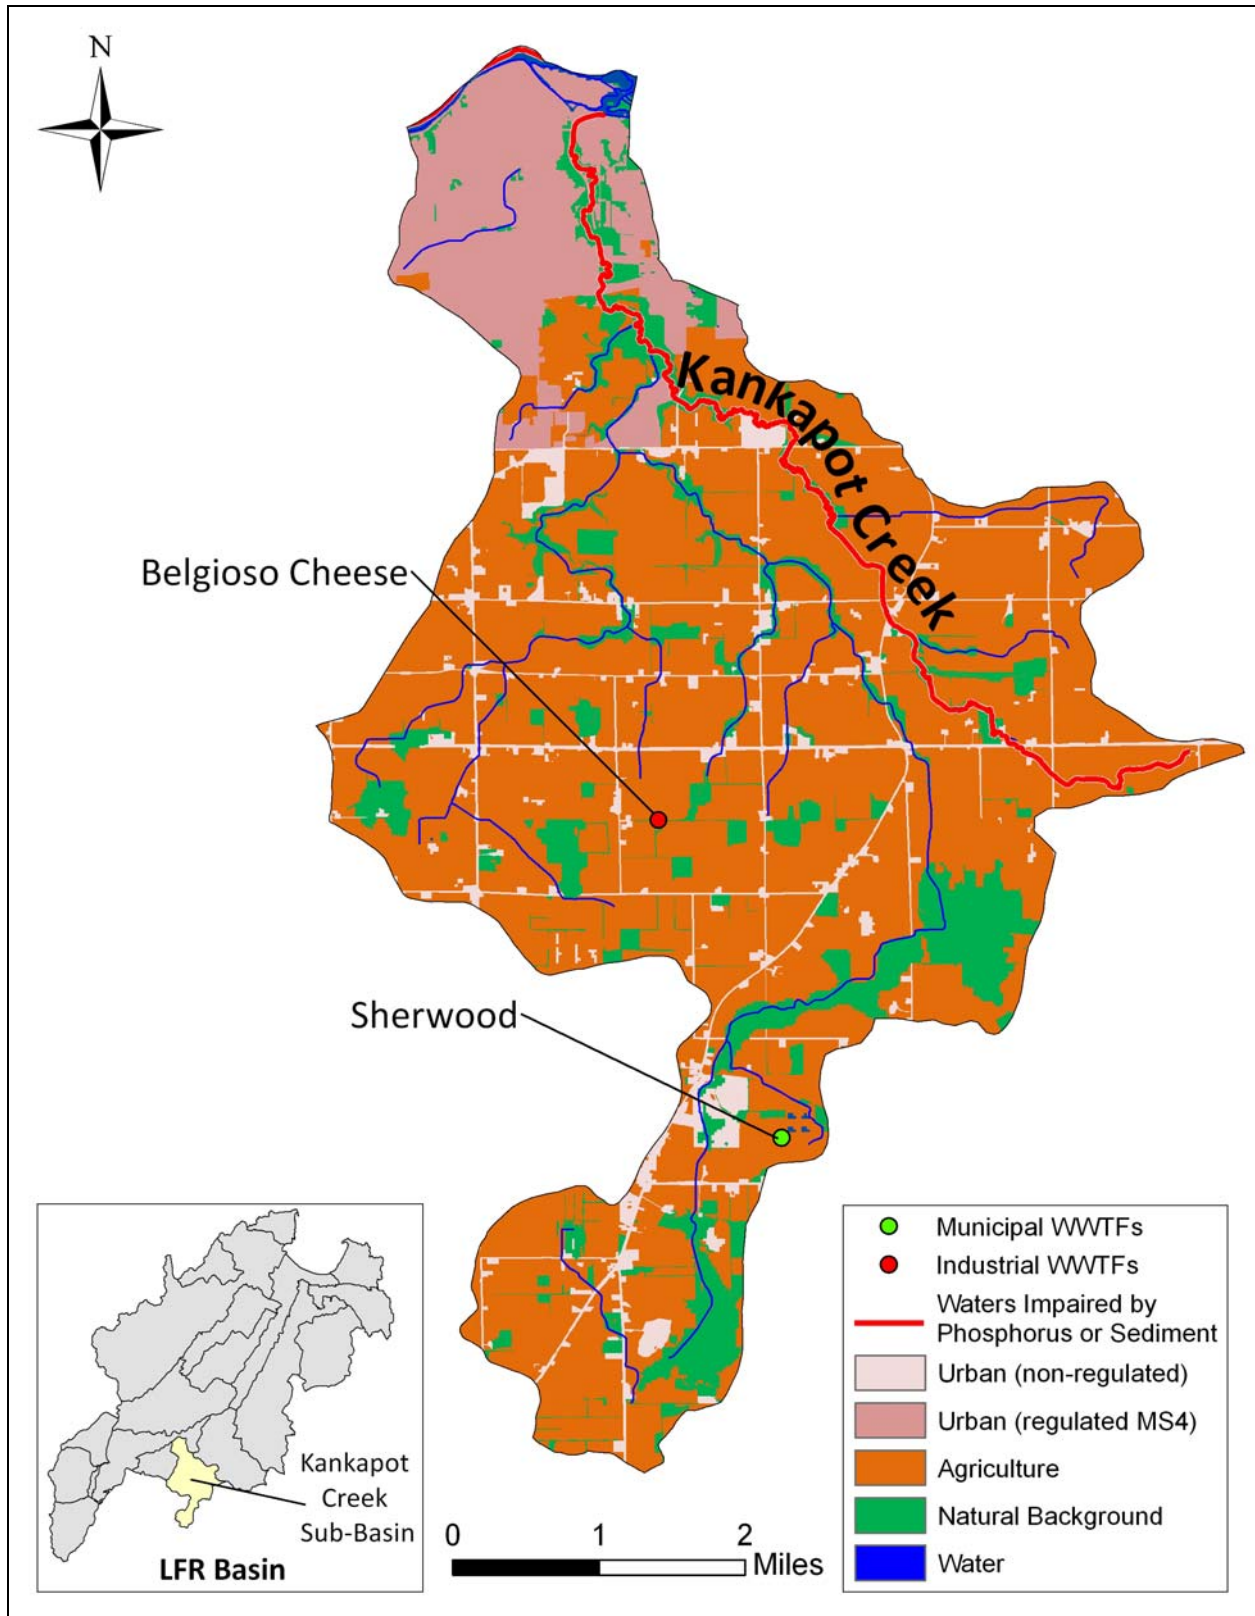 N
Kankapot Creek
Belgioso Cheese
Sherwood
Municipal WWTFs
Industrial WWTFs
Waters Impaired by
Phosphorus or Sediment
Urban (non-regulated)
Urban (regulated MS4)
Agriculture
Natural Background
Water
Kankapot
Creek
Sub-Basin
LFR Basin
0 1 2
Miles